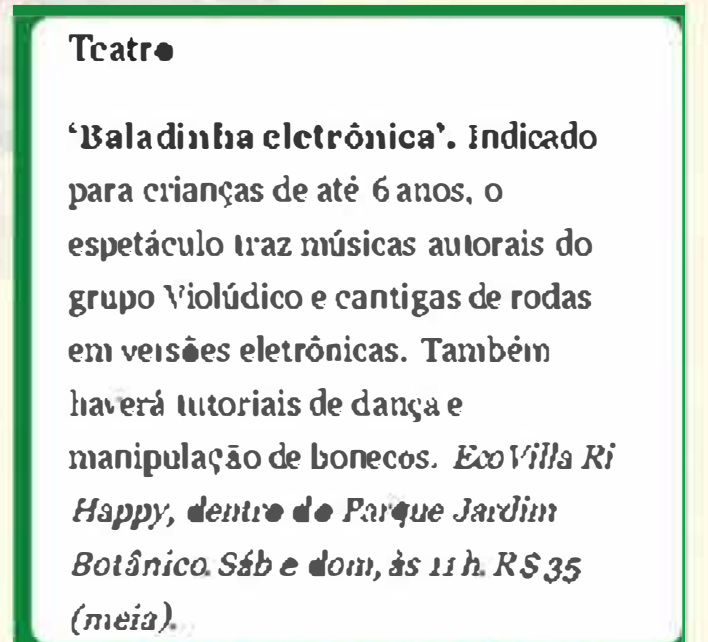 Teatro
‘Baladinha eletrônica’. Indicado
para crianças de até 6 anos, o
espetáculo traz músicas autorais do
grupo Violúdico e cantigas de rodas
em versões eletrônicas. Também
haverá tutoriais de dança e
manipulação de bonecos. EcoVilla Ri
Happy, dentro do Parque Jardim
Botânico. Sáb e dom, às 11 h. R$ 35
(meia).